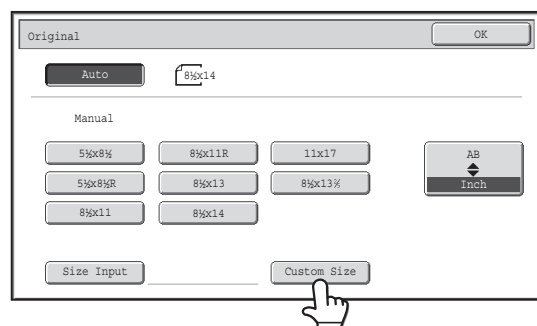 Original
OK
Auto
8½x14
Manual
5½x8½
8½x11R
11x17
5½x8½R
8½x13
8½x13⅖
8½x11
8½x14
AB
Inch
Size Input
Custom Size